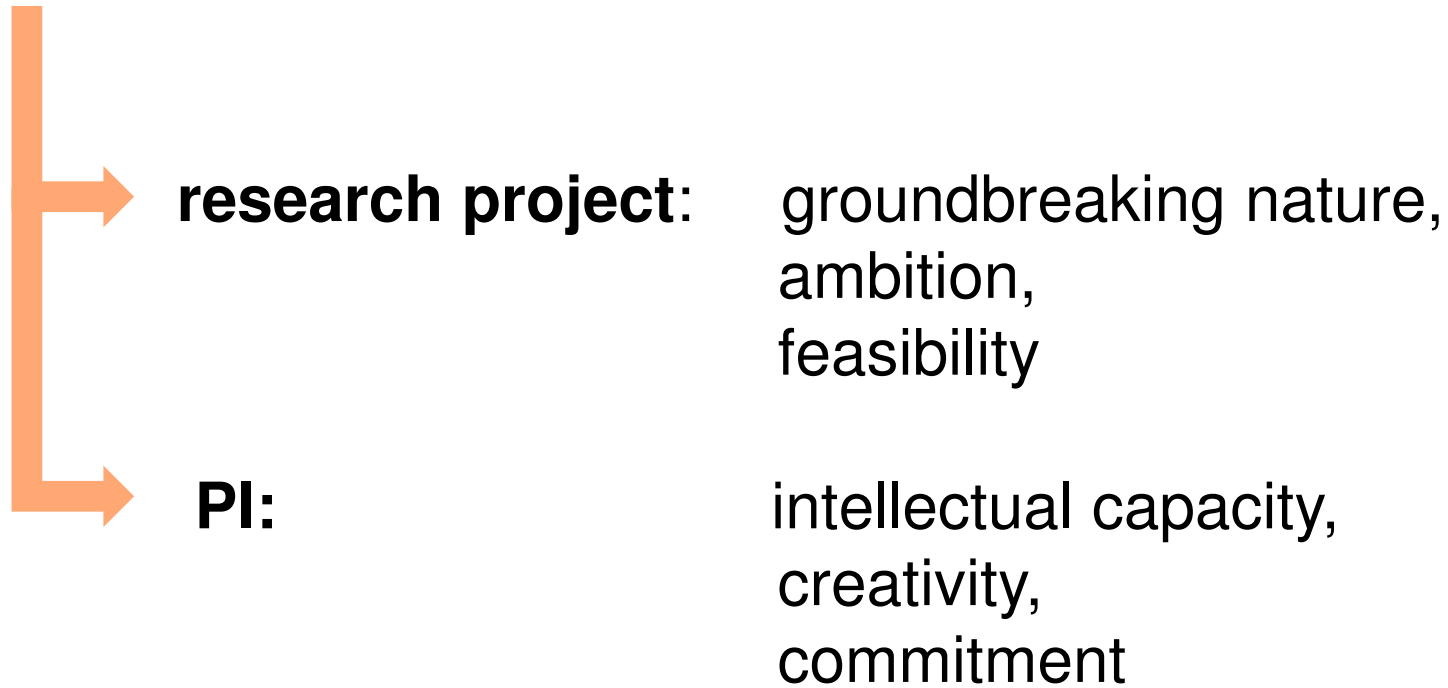 research project: groundbreaking nature,
ambition,
feasibility
PI: intellectual capacity,
creativity,
commitment